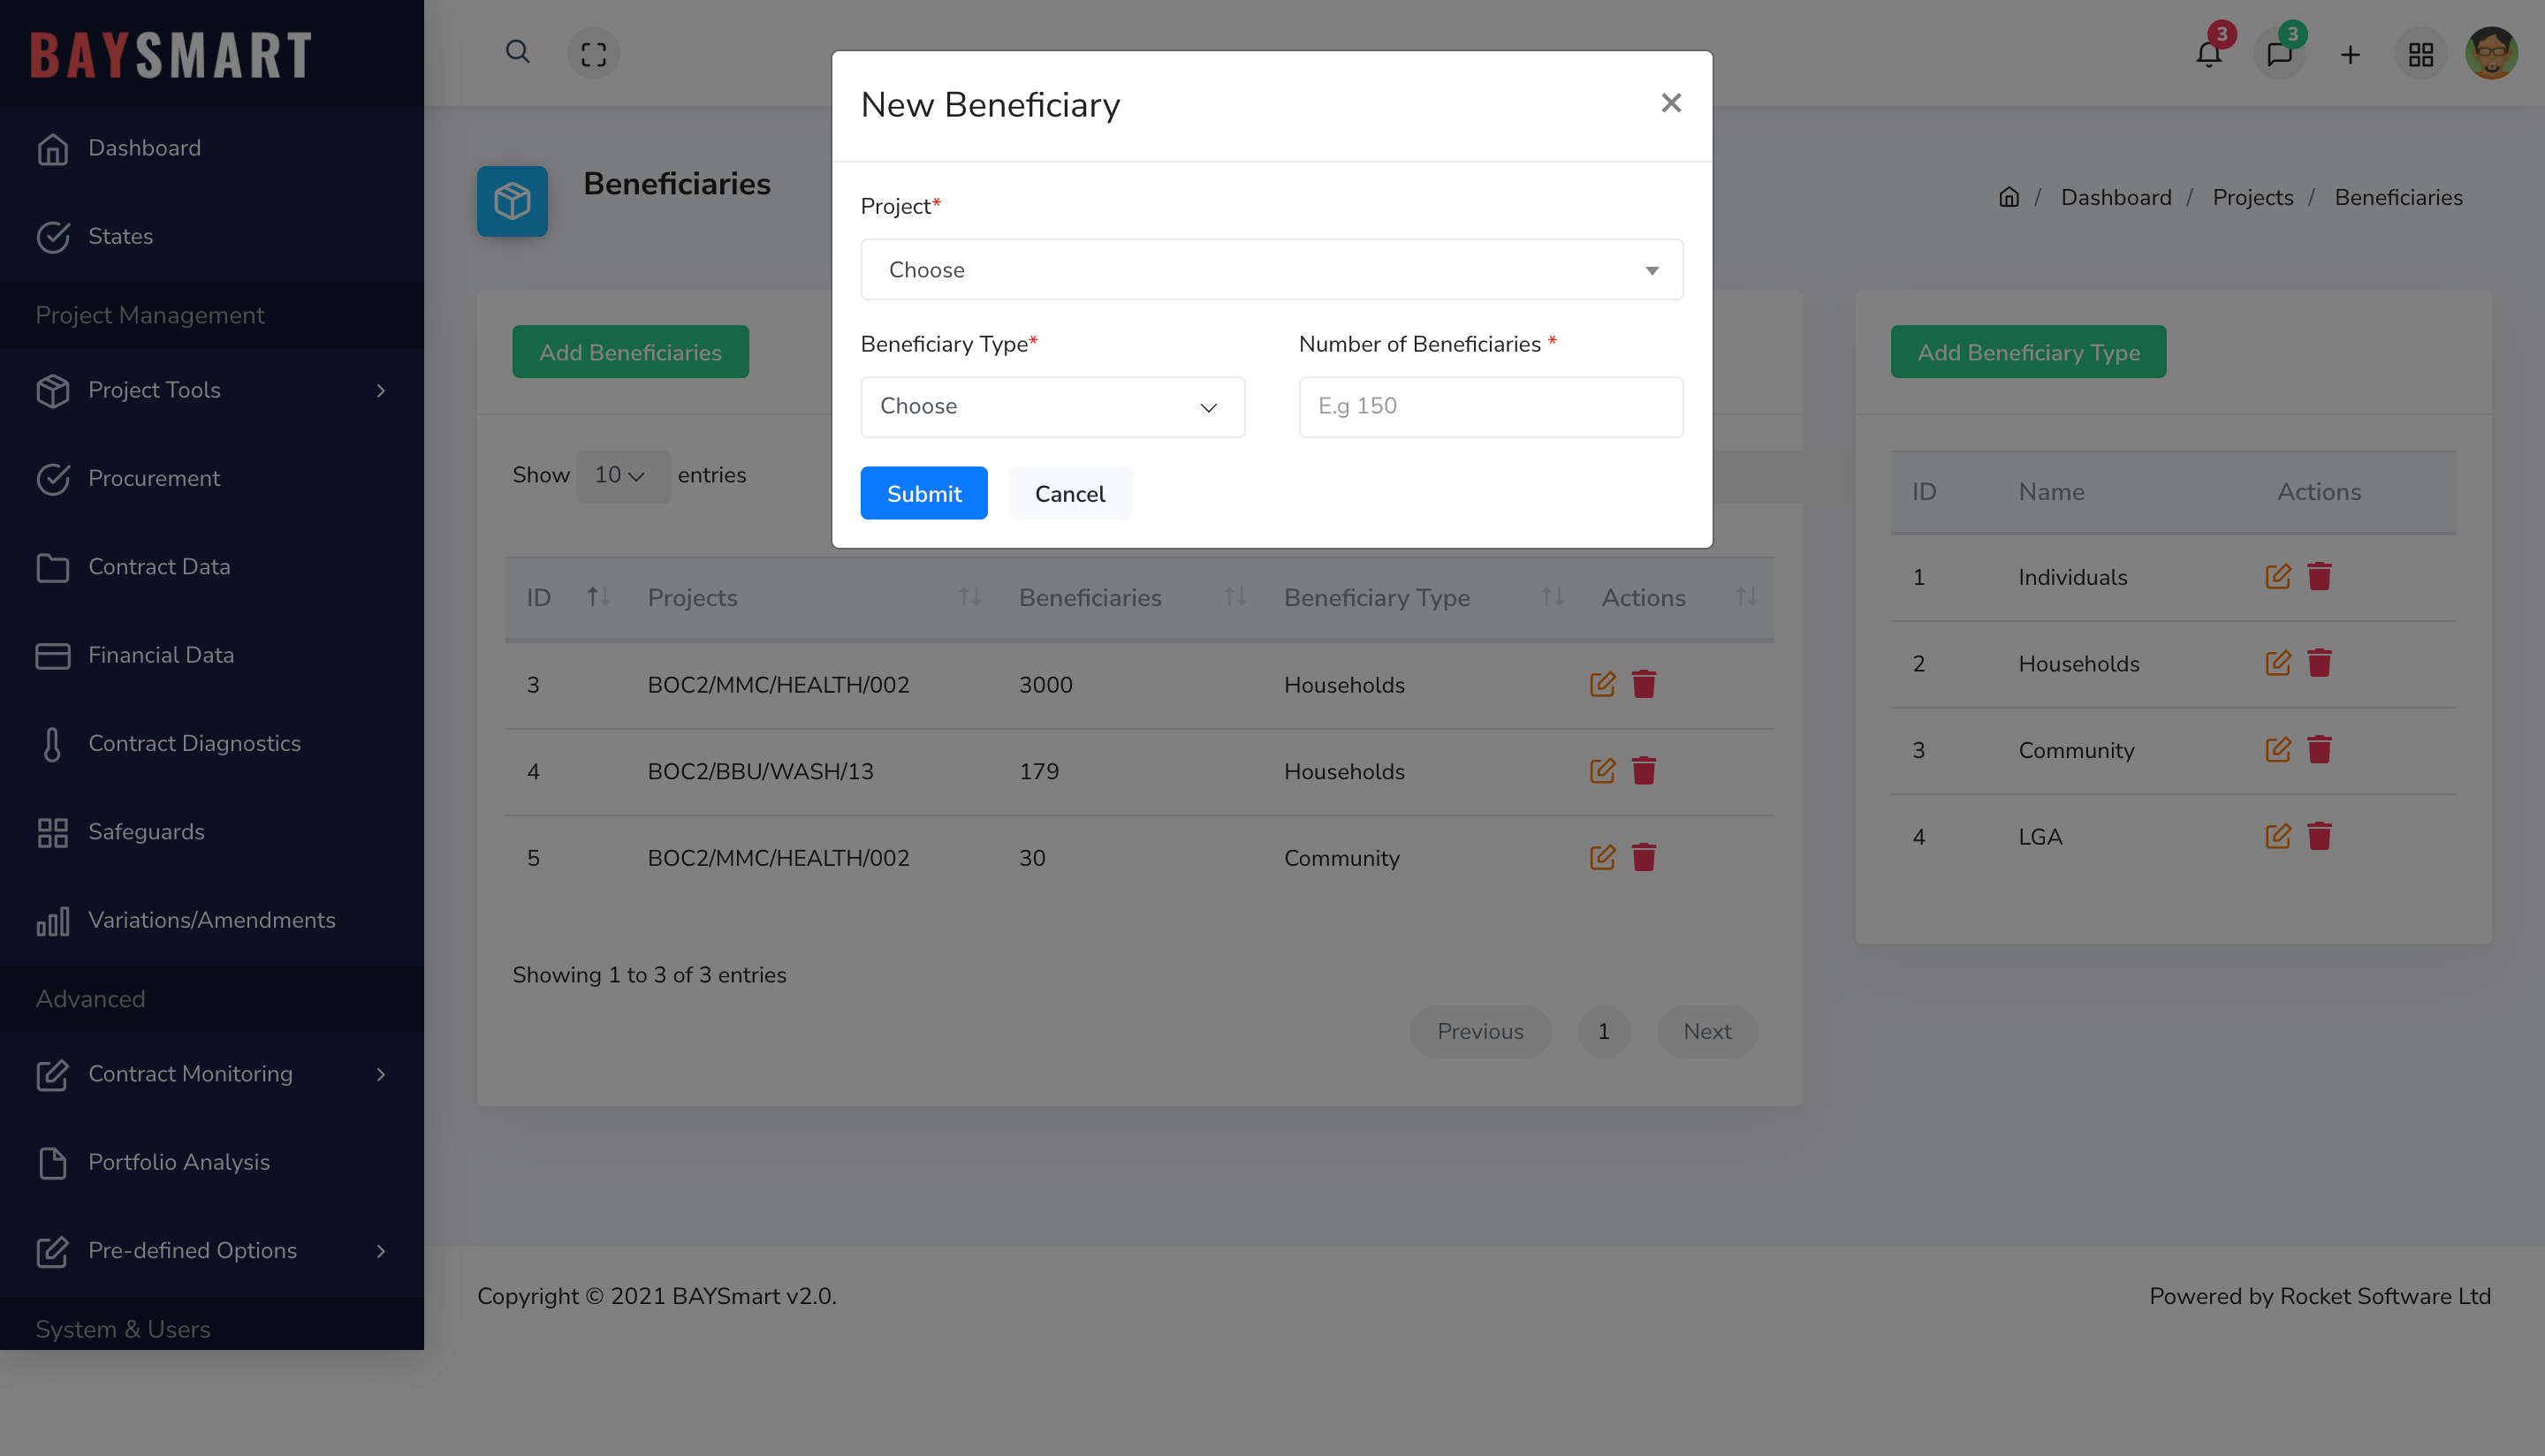 BAYSMART
3
3
Dashboard
States
Project Management
Project Tools
Procurement
Contract Data
Financial Data
Contract Diagnostics
Safeguards
Variations/Amendments
Advanced
Contract Monitoring
Portfolio Analysis
Pre-defined Options
System & Users
Beneficiaries
/ Dashboard / Projects / Beneficiaries
New Beneficiary
Project*
Choose
Beneficiary Type* Number of Beneficiaries *
Choose E.g 150
Submit Cancel
Add Beneficiaries
Show 10 entries
ID Projects Beneficiaries Beneficiary Type Actions
3 BOC2/MMC/HEALTH/002 3000 Households
4 BOC2/BBU/WASH/13 179 Households
5 BOC2/MMC/HEALTH/002 30 Community
Showing 1 to 3 of 3 entries
Previous 1 Next
Add Beneficiary Type
ID Name Actions
1 Individuals
2 Households
3 Community
4 LGA
Copyright © 2021 BAYSmart v2.0.
Powered by Rocket Software Ltd